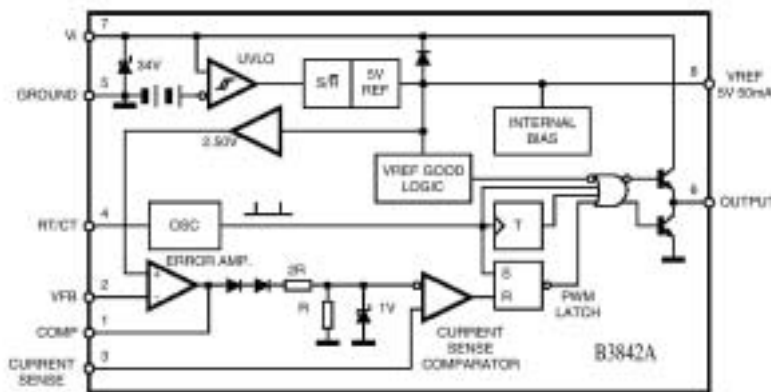 7
Vi
UVLO
34V
S/R
5V
REF
8
VREF
5V 50mA
5
GROUND
INTERNAL
BIAS
2.50V
VREF GOOD
LOGIC
6
OUTPUT
4
RT/CT
OSC
T
ERROR AMP.
2R
+
-
S
R
2
VFB
R
1V
PWM
LATCH
1
COMP
CURRENT
SENSE
COMPARATOR
3
CURRENT
SENSE
B3842A